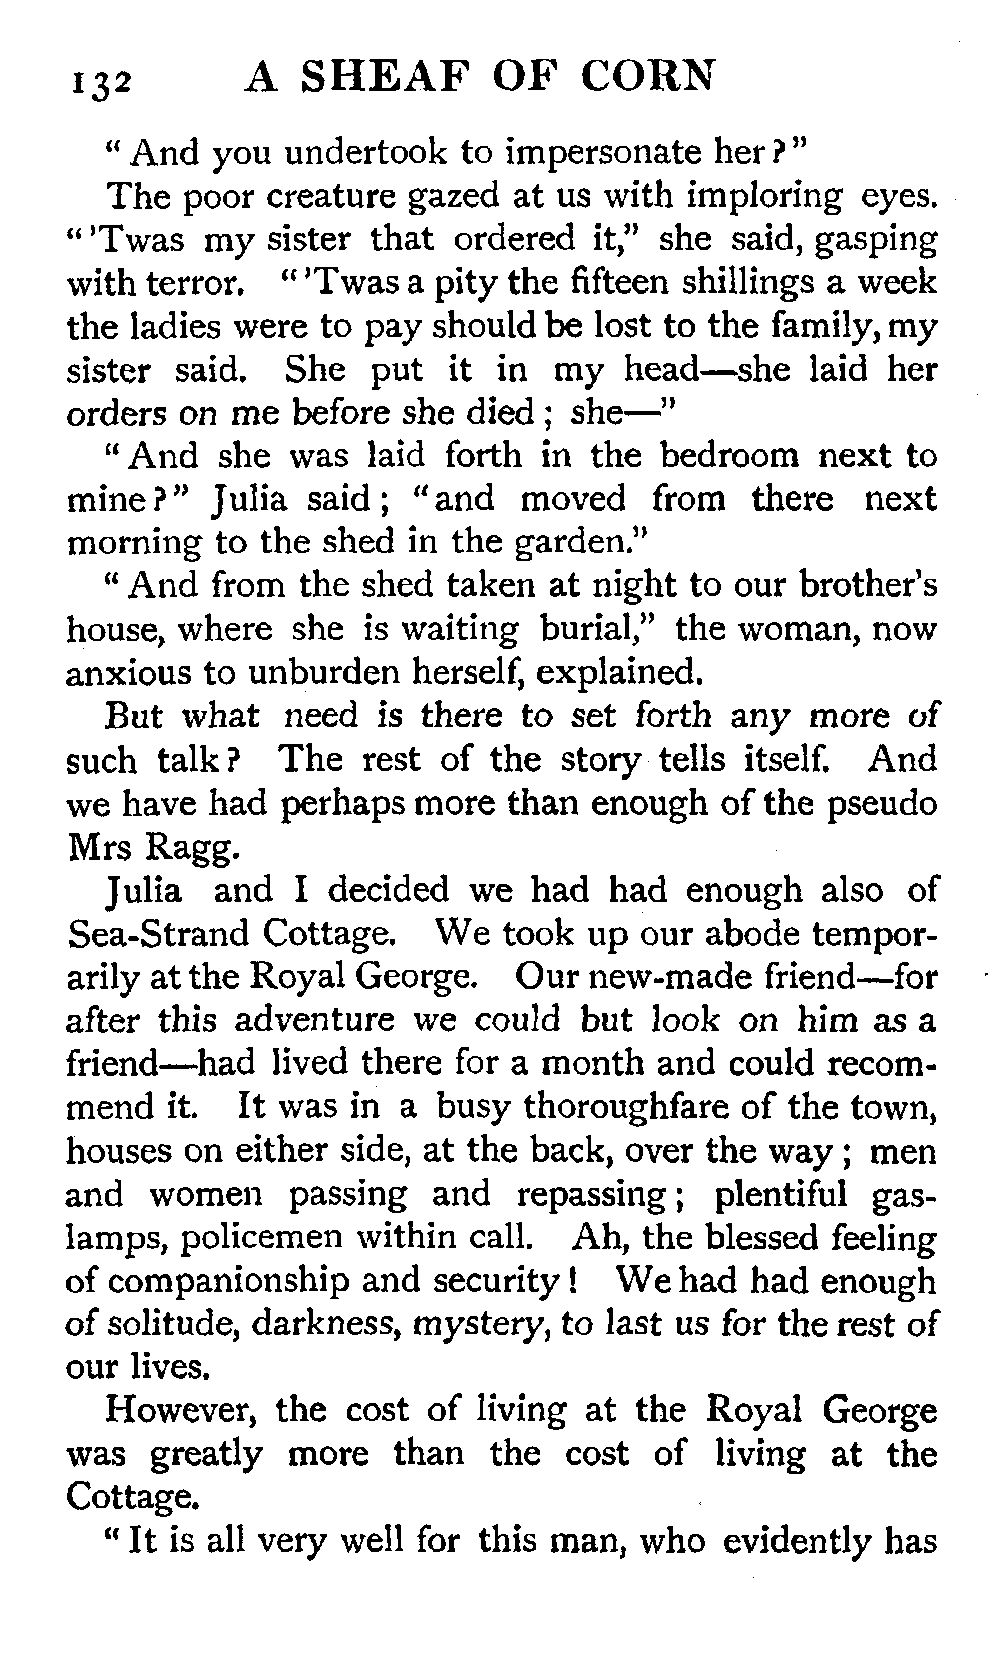 132 A SHEAF OF CORN
"And you undertook to impersonate her?"
The poor creature gazed at us with imploring eyes.
"'Twas my sister that ordered it," she said, gasping
with terror. "'Twas a pity the fifteen shillings a week
the ladies were to pay should be lost to the family, my
sister said. She put it in my head—she laid her
orders on me before she died; she—"
"And she was laid forth in the bedroom next to
mine?" Julia said; "and moved from there next
morning to the shed in the garden."
"And from the shed taken at night to our brother's
house, where she is waiting burial," the woman, now
anxious to unburden herself, explained.
But what need is there to set forth any more of
such talk? The rest of the story tells itself. And
we have had perhaps more than enough of the pseudo
Mrs Ragg.
Julia and I decided we had had enough also of
Sea-Strand Cottage. We took up our abode tempor-
arily at the Royal George. Our new-made friend—for
after this adventure we could but look on him as a
friend—had lived there for a month and could recom-
mend it. It was in a busy thoroughfare of the town,
houses on either side, at the back, over the way; men
and women passing and repassing; plentiful gas-
lamps, policemen within call. Ah, the blessed feeling
of companionship and security! We had had enough
of solitude, darkness, mystery, to last us for the rest of
our lives.
However, the cost of living at the Royal George
was greatly more than the cost of living at the
Cottage.
"It is all very well for this man, who evidently has